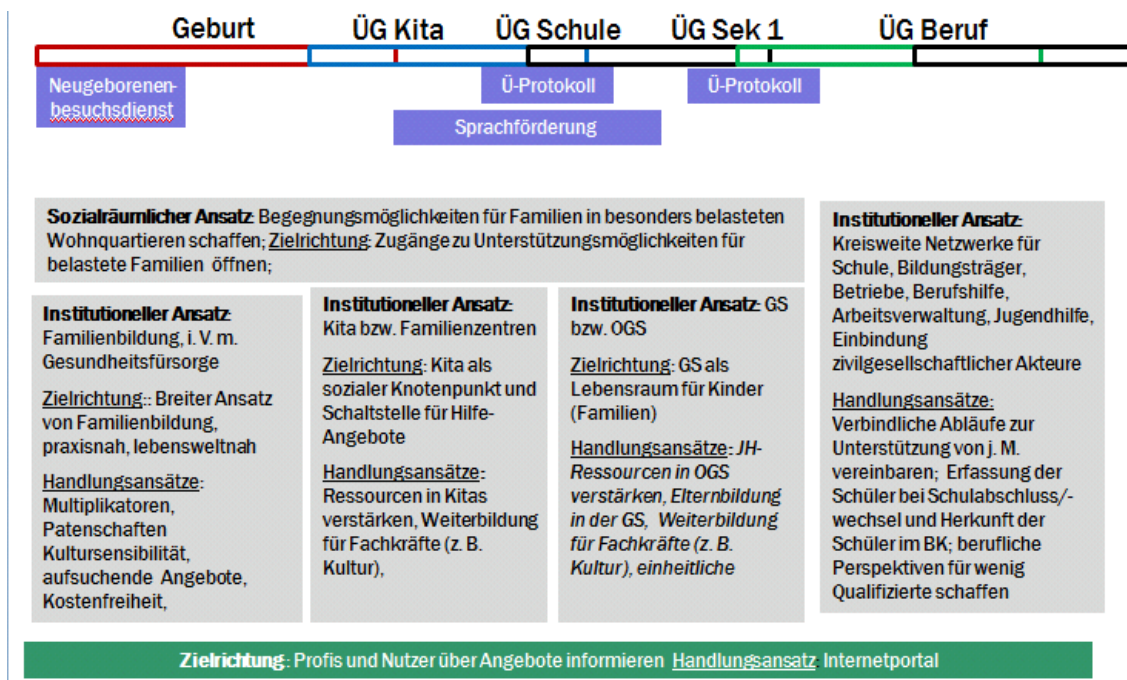 Geburt ÜG Kita ÜG Schule ÜG Sek 1 ÜG Beruf
Neugeborenen-
besuchsdienst
Ü-Protokoll
Ü-Protokoll
Sprachförderung
Sozialräumlicher Ansatz: Begegnungsmöglichkeiten für Familien in besonders belasteten
Wohnquartieren schaffen; Zielrichtung: Zugänge zu Unterstützungsmöglichkeiten für
belastete Familien öffnen;
Institutioneller Ansatz:
Familienbildung, i. V. m.
Gesundheitsfürsorge
Zielrichtung:: Breiter Ansatz
von Familienbildung,
praxisnah, lebensweltnah
Handlungsansätze:
Multiplikatoren,
Patenschaften
Kultursensibilität,
aufsuchende Angebote,
Kostenfreiheit,
Institutioneller Ansatz:
Kita bzw. Familienzentren
Zielrichtung: Kita als
sozialer Knotenpunkt und
Schaltstelle für Hilfe-
Angebote
Handlungsansätze:
Ressourcen in Kitas
verstärken, Weiterbildung
für Fachkräfte (z. B.
Kultur),
Institutioneller Ansatz: GS
bzw. OGS
Zielrichtung: GS als
Lebensraum für Kinder
(Familien)
Handlungsansätze: JH-
Ressourcen in OGS
verstärken, Elternbildung
in der GS, Weiterbildung
für Fachkräfte (z. B.
Kultur), einheitliche
Institutioneller Ansatz:
Kreisweite Netzwerke für
Schule, Bildungsträger,
Betriebe, Berufshilfe,
Arbeitsverwaltung, Jugendhilfe,
Einbindung
zivilgesellschaftlicher Akteure
Handlungsansätze:
Verbindliche Abläufe zur
Unterstützung von j. M.
vereinbaren; Erfassung der
Schüler bei Schulabschluss/-
wechsel und Herkunft der
Schüler im BK; berufliche
Perspektiven für wenig
Qualifizierte schaffen
Zielrichtung:: Profis und Nutzer über Angebote informieren Handlungsansatz: Internetportal